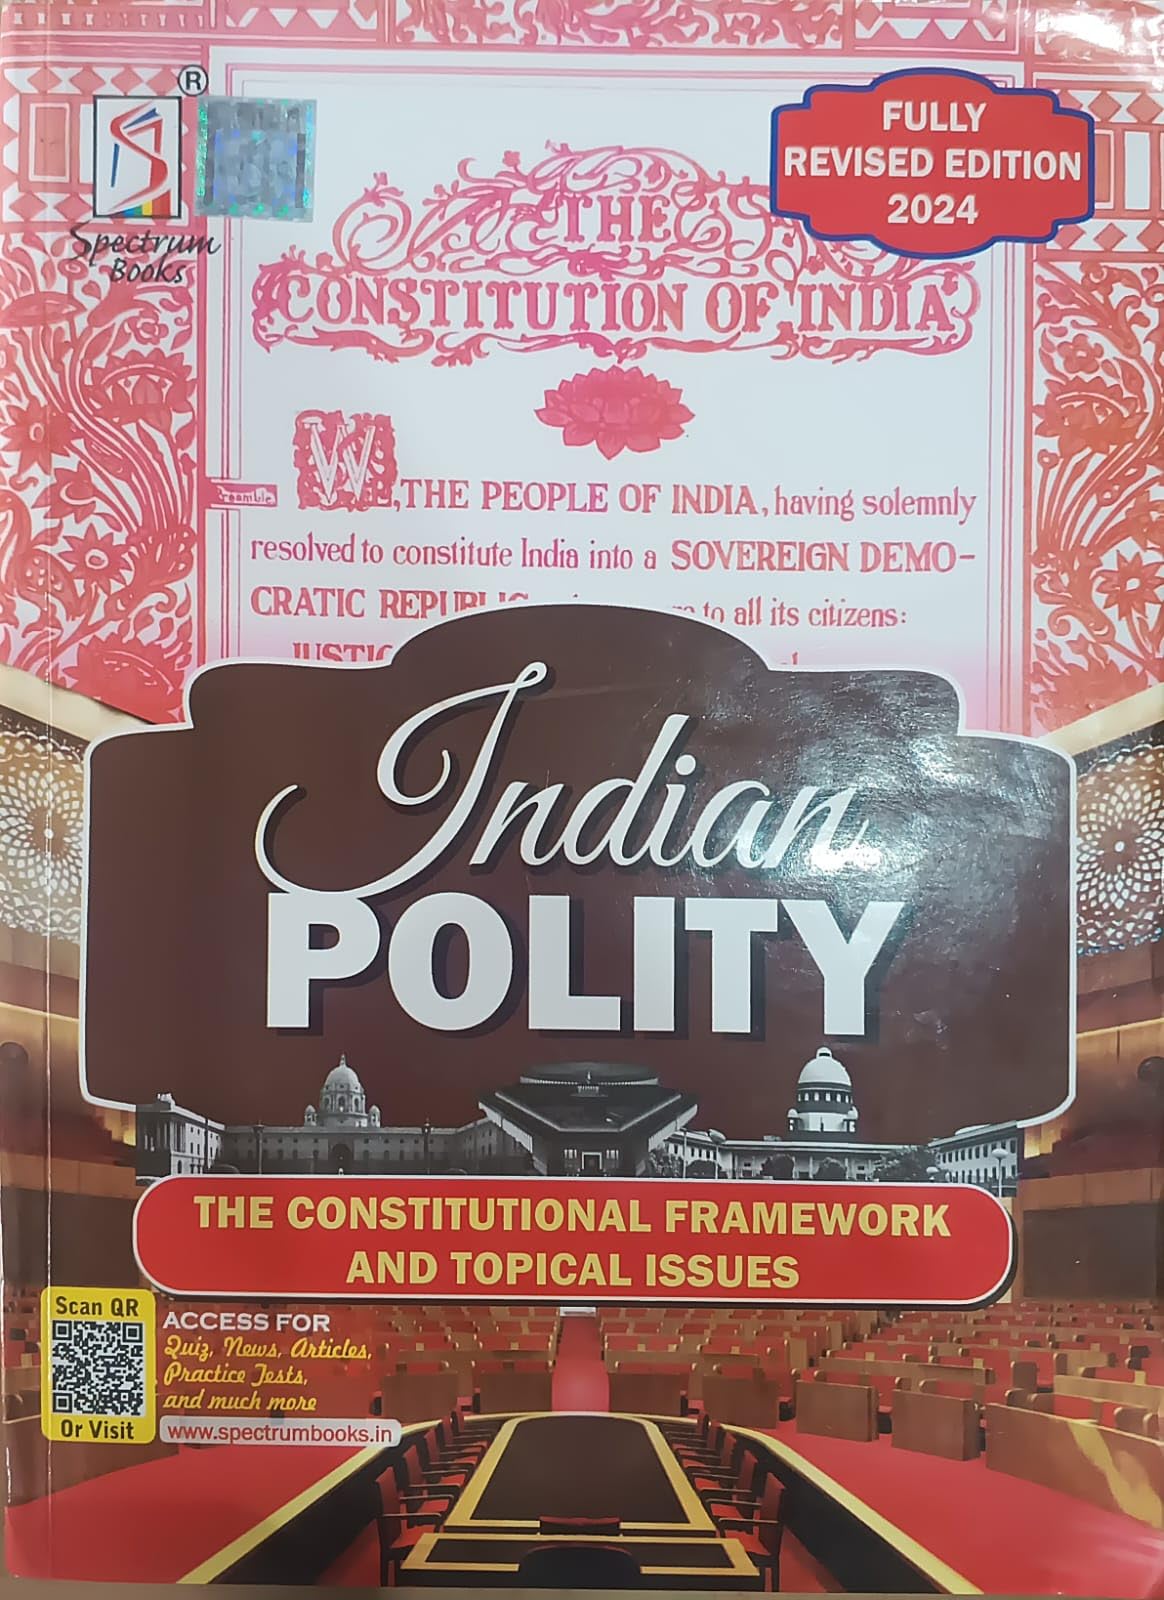 ®
Spectrum
Books
FULLY
REVISED EDITION
2024
THE
CONSTITUTION OF INDIA
Preamble
WE, THE PEOPLE OF INDIA, having solemnly
resolved to constitute India into a SOVEREIGN DEMO-
CRATIC to all its citizens:
Indian
POLITY
THE CONSTITUTIONAL FRAMEWORK
AND TOPICAL ISSUES
Scan QR
Or Visit
ACCESS FOR
Quiz, News, Articles,
Practice Tests,
and much more
www.spectrumbooks.in